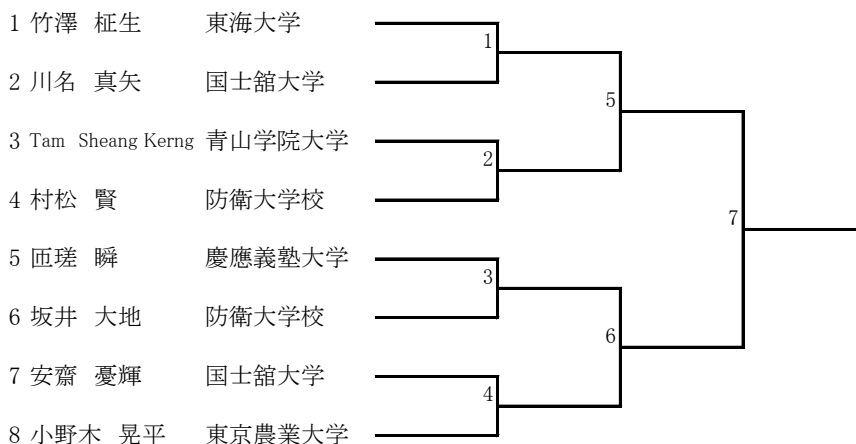 1 竹澤 柾生 東海大学
2 川名 真矢 国士舘大学
3 Tam Sheang Kerng 青山学院大学
4 村松 賢 防衛大学校
5 匝瑳 瞬 慶應義塾大学
6 坂井 大地 防衛大学校
7 安齋 憂輝 国士舘大学
8 小野木 晃平 東京農業大学
1
2
3
4
5
6
7